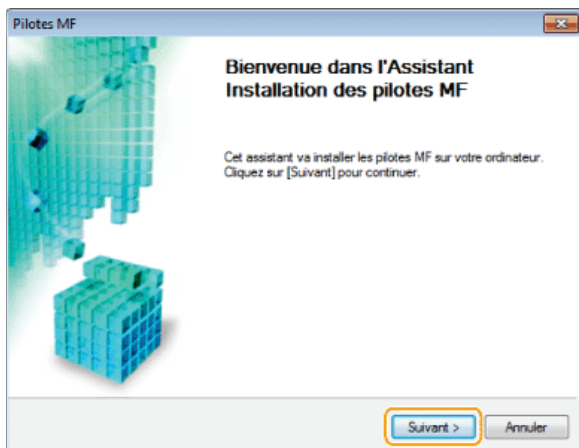 Pilotes MF
Bienvenue dans l'Assistant
Installation des pilotes MF
Cet assistant va installer les pilotes MF sur votre ordinateur.
Cliquez sur [Suivant] pour continuer.
Suivant >
Annuler